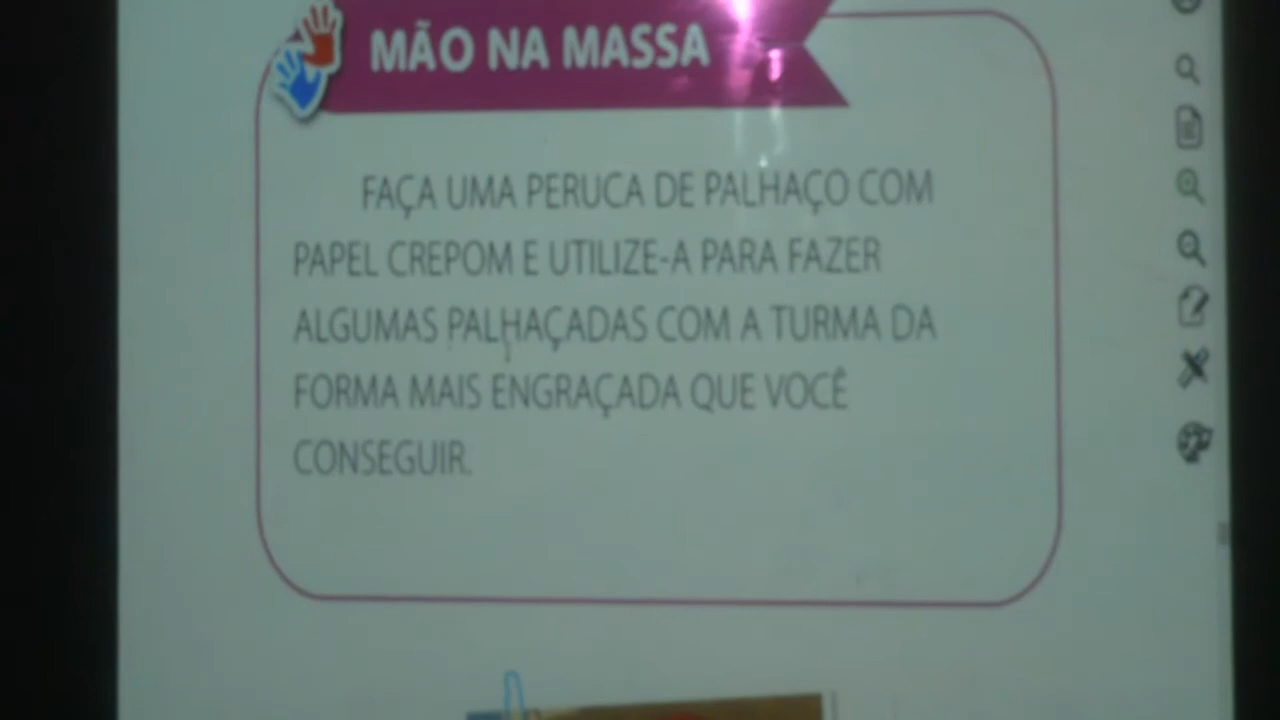 MÃO NA MASSA
FAÇA UMA PERUCA DE PALHAÇO COM
PAPEL CREPOM E UTILIZE-A PARA FAZER
ALGUMAS PALHAÇADAS COM A TURMA DA
FORMA MAIS ENGRAÇADA QUE VOCÊ
CONSEGUIR.